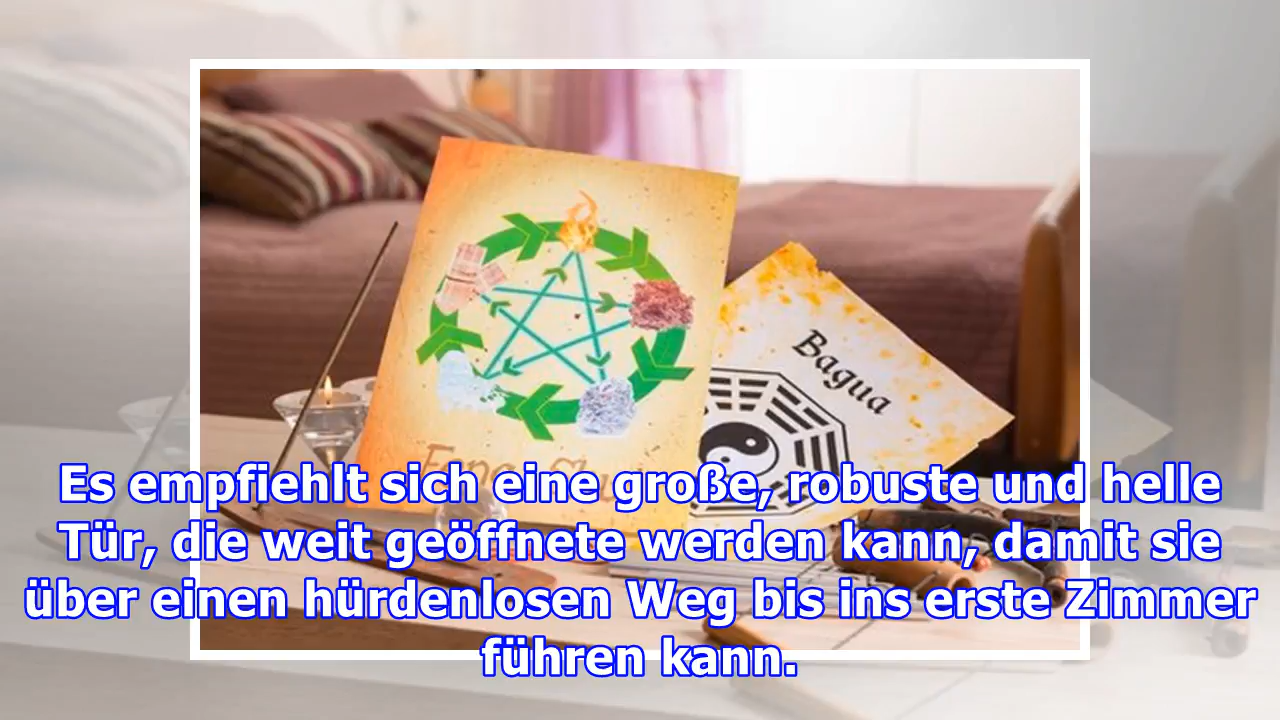 Bagua
Es empfiehlt sich eine große, robuste und helle
Tür, die weit geöffnete werden kann, damit sie
über einen hürdenlosen Weg bis ins erste Zimmer
führen kann.